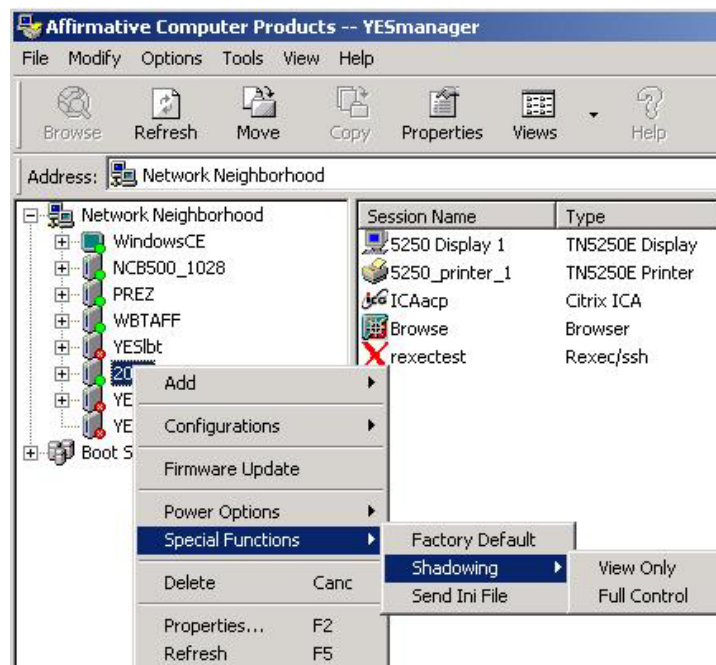 Affirmative Computer Products -- YESmanager
File Modify Options Tools View Help
Browse Refresh Move Copy Properties Views Help
Address: Network Neighborhood
Network Neighborhood
WindowsCE
NCB500_1028
PREZ
WBTAFF
YESlbt
20
YE
YE
Boot S
Session Name Type
5250 Display 1 TN5250E Display
5250_printer_1 TN5250E Printer
ICAacp Citrix ICA
Browse Browser
rexectest Rexec/ssh
Add
Configurations
Firmware Update
Power Options
Special Functions
Delete Canc
Properties... F2
Refresh F5
Factory Default
Shadowing
Send Ini File
View Only
Full Control